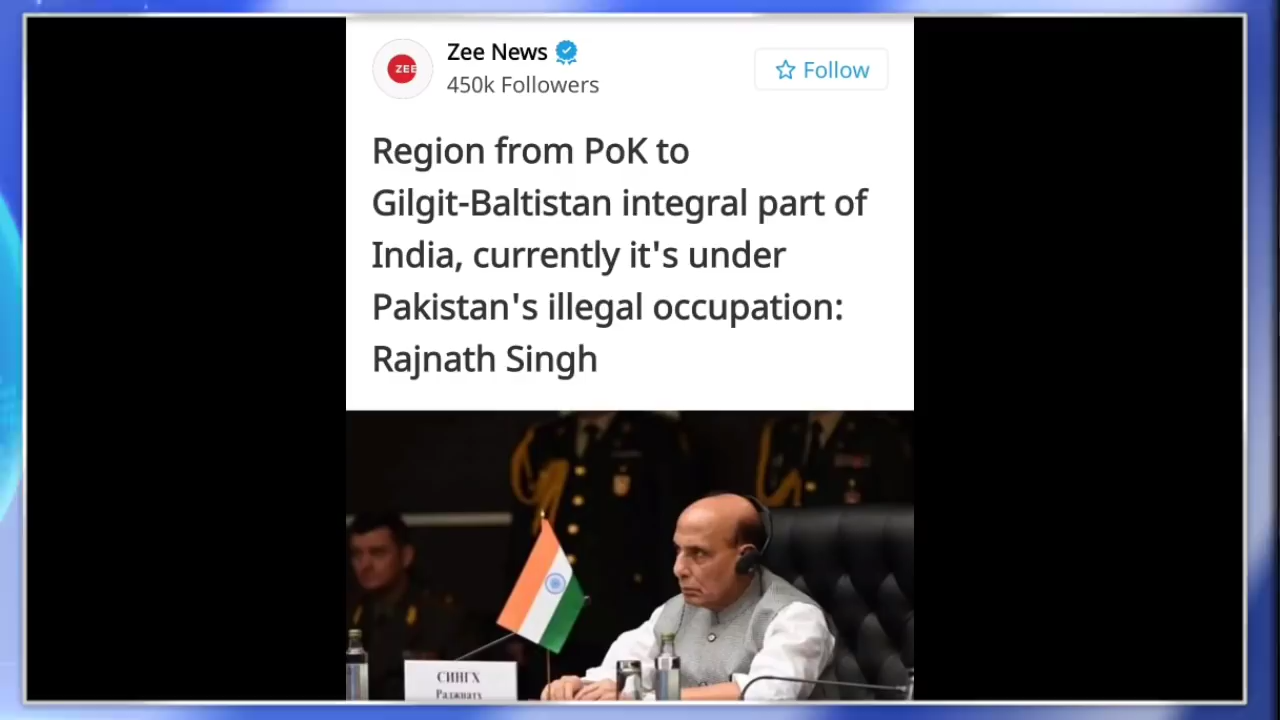 ZEE
Zee News
450k Followers
Follow
Region from PoK to
Gilgit-Baltistan integral part of
India, currently it's under
Pakistan's illegal occupation:
Rajnath Singh
СИНГХ
Раджнатх